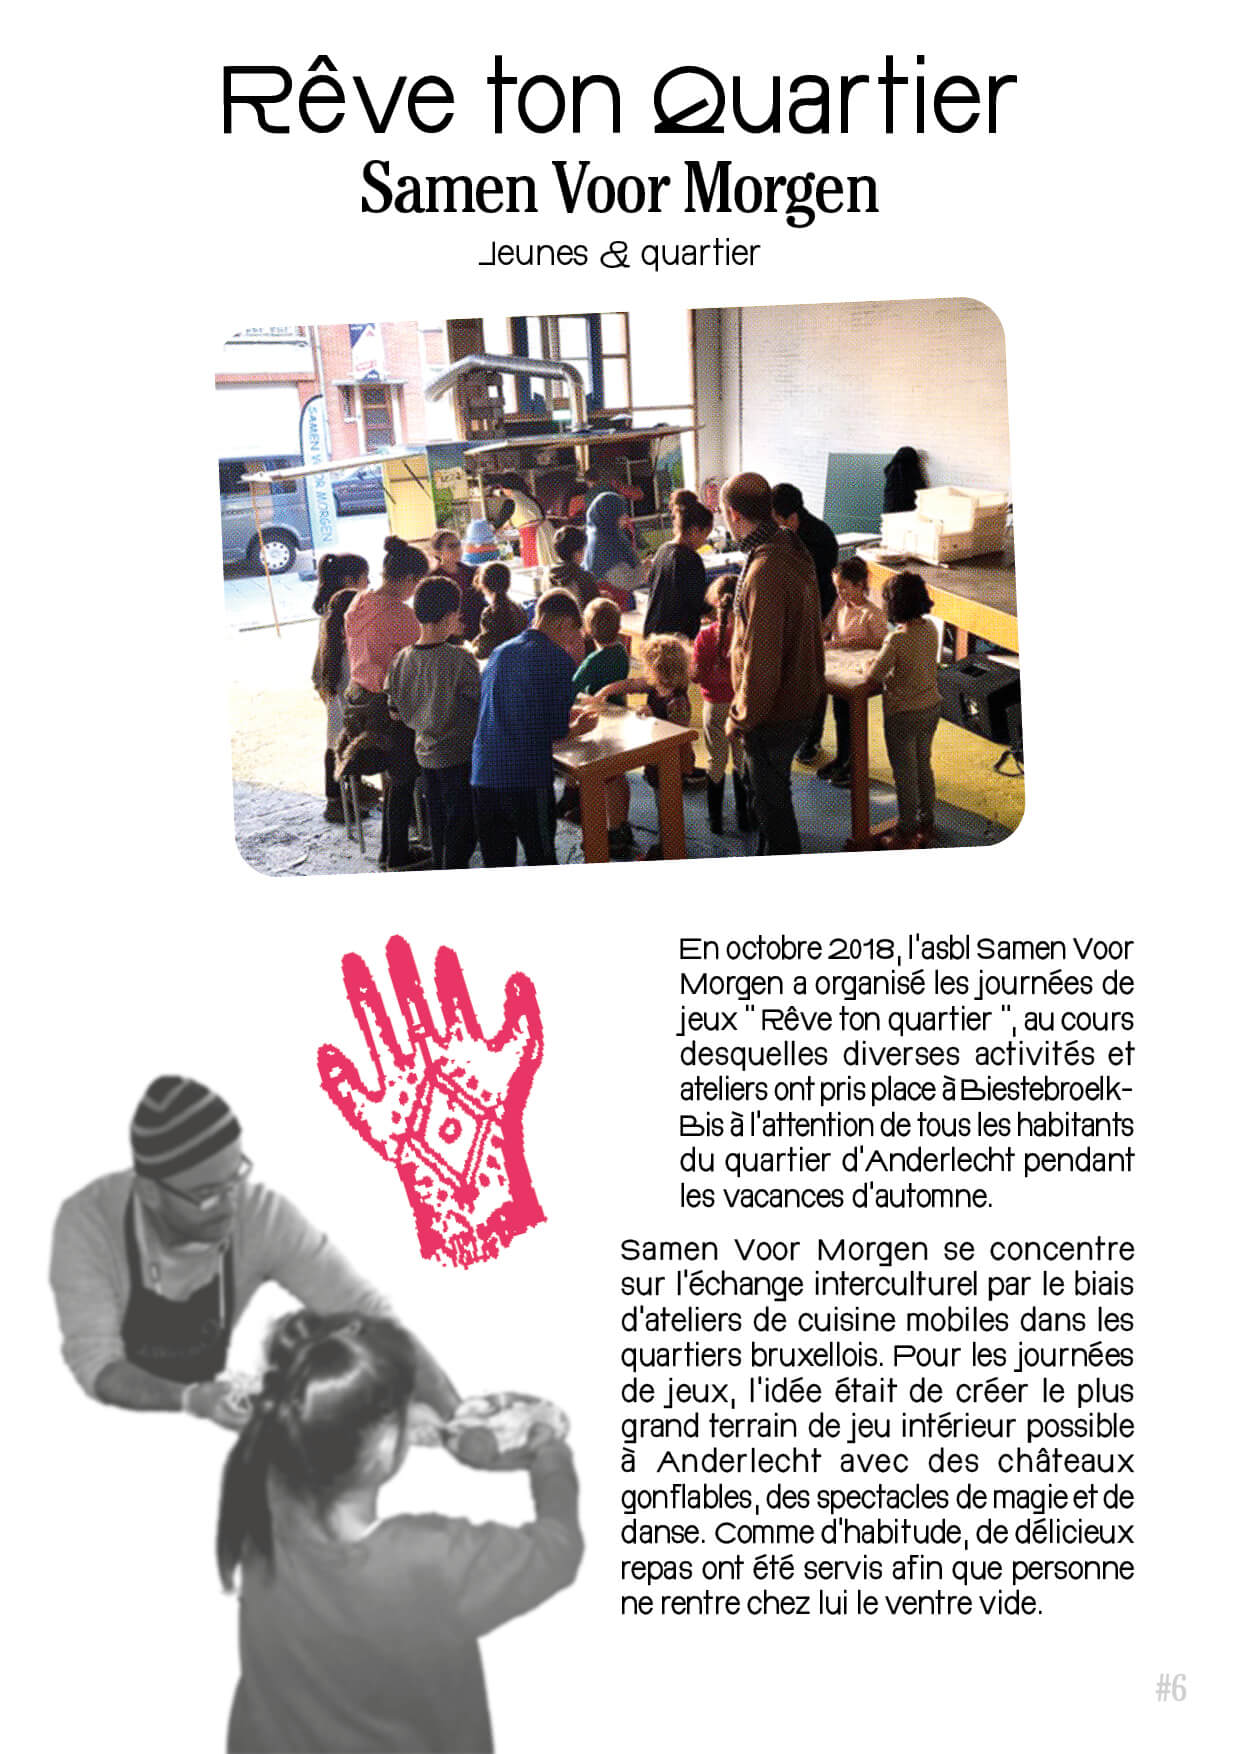 Rêve ton Quartier
Samen Voor Morgen
Jeunes & quartier
SAMEN VOOR MORGEN
En octobre 2018, l'asbl Samen Voor
Morgen a organisé les journées de
jeux " Rêve ton quartier ", au cours
desquelles diverses activités et
ateliers ont pris place à Biestebroelk-
Bis à l'attention de tous les habitants
du quartier d'Anderlecht pendant
les vacances d'automne.
Samen Voor Morgen se concentre
sur l'échange interculturel par le biais
d'ateliers de cuisine mobiles dans les
quartiers bruxellois. Pour les journées
de jeux, l'idée était de créer le plus
grand terrain de jeu intérieur possible
à Anderlecht avec des châteaux
gonflables, des spectacles de magie et de
danse. Comme d'habitude, de délicieux
repas ont été servis afin que personne
ne rentre chez lui le ventre vide.
#6